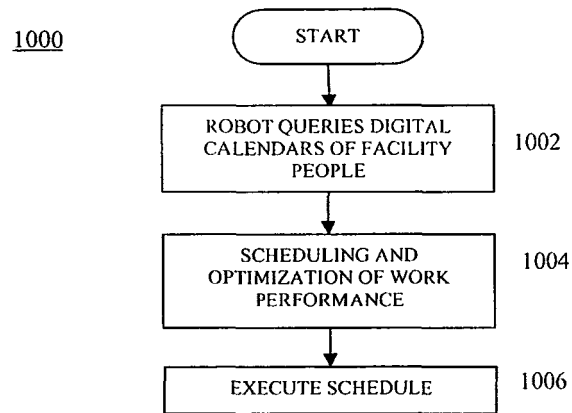 1000
START
ROBOT QUERIES DIGITAL
CALENDARS OF FACILITY
PEOPLE
1002
SCHEDULING AND
OPTIMIZATION OF WORK
PERFORMANCE
1004
EXECUTE SCHEDULE
1006